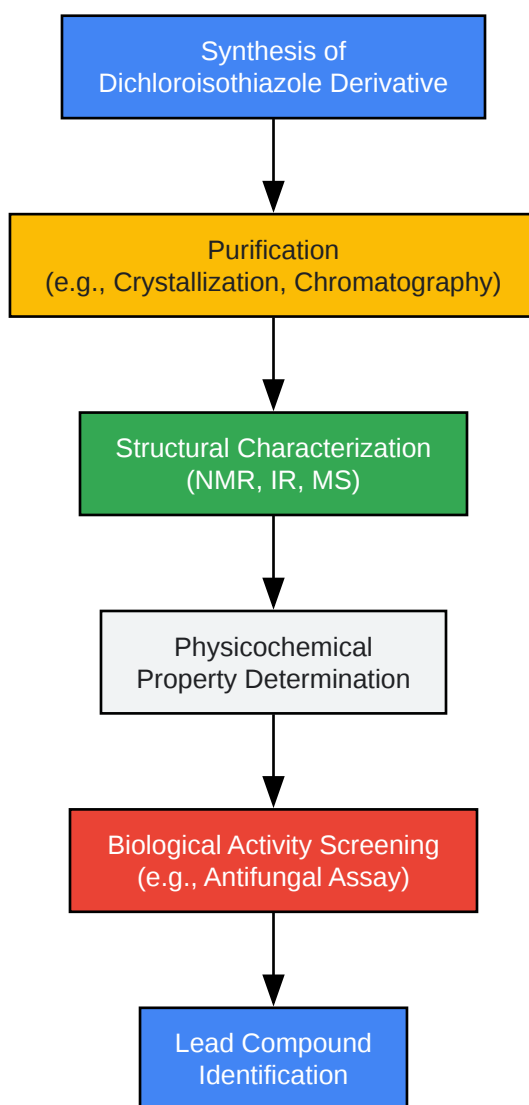 Synthesis of
Dichloroisothiazole Derivative
Purification
(e.g., Crystallization, Chromatography)
Structural Characterization
(NMR, IR, MS)
Physicochemical
Property Determination
Biological Activity Screening
(e.g., Antifungal Assay)
Lead Compound
Identification